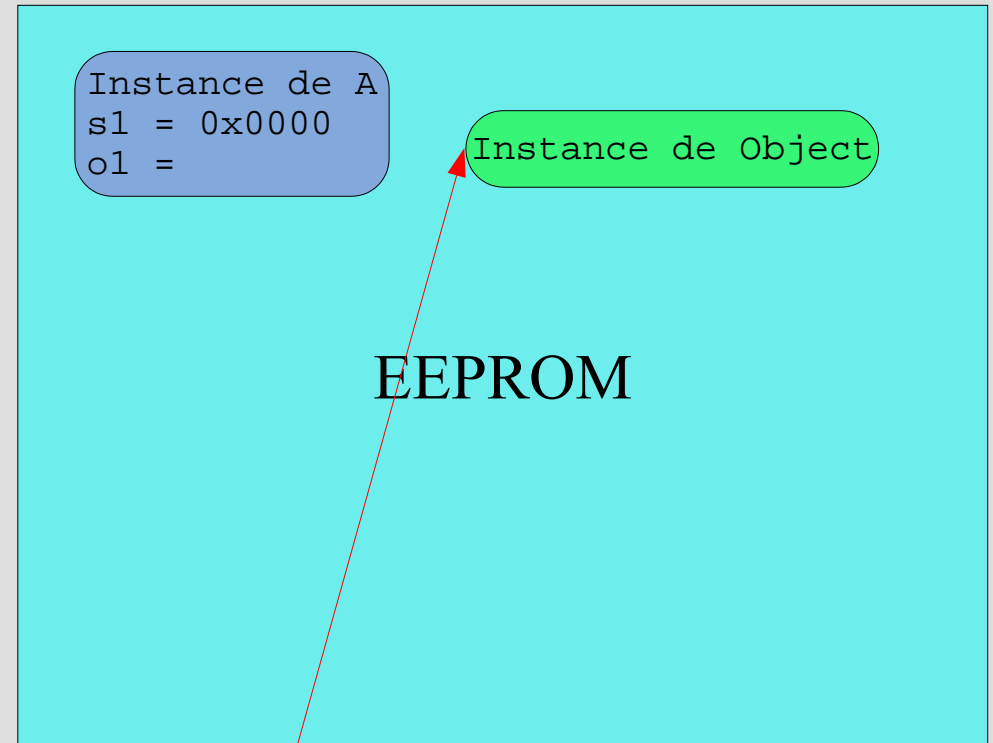 Instance de A
s1 = 0x0000
o1 =
Instance de Object
EEPROM